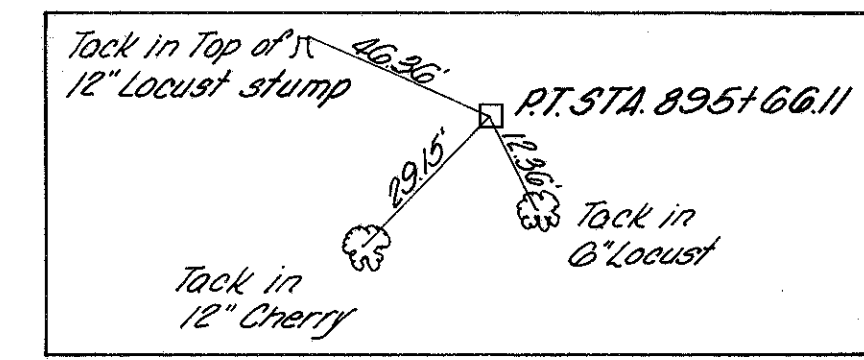 Tack in Top of
12" Locust stump
46.36'
P.T. STA. 895+66.11
29.15'
12.36'
Tack in
6" Locust
Tack in
12" Cherry